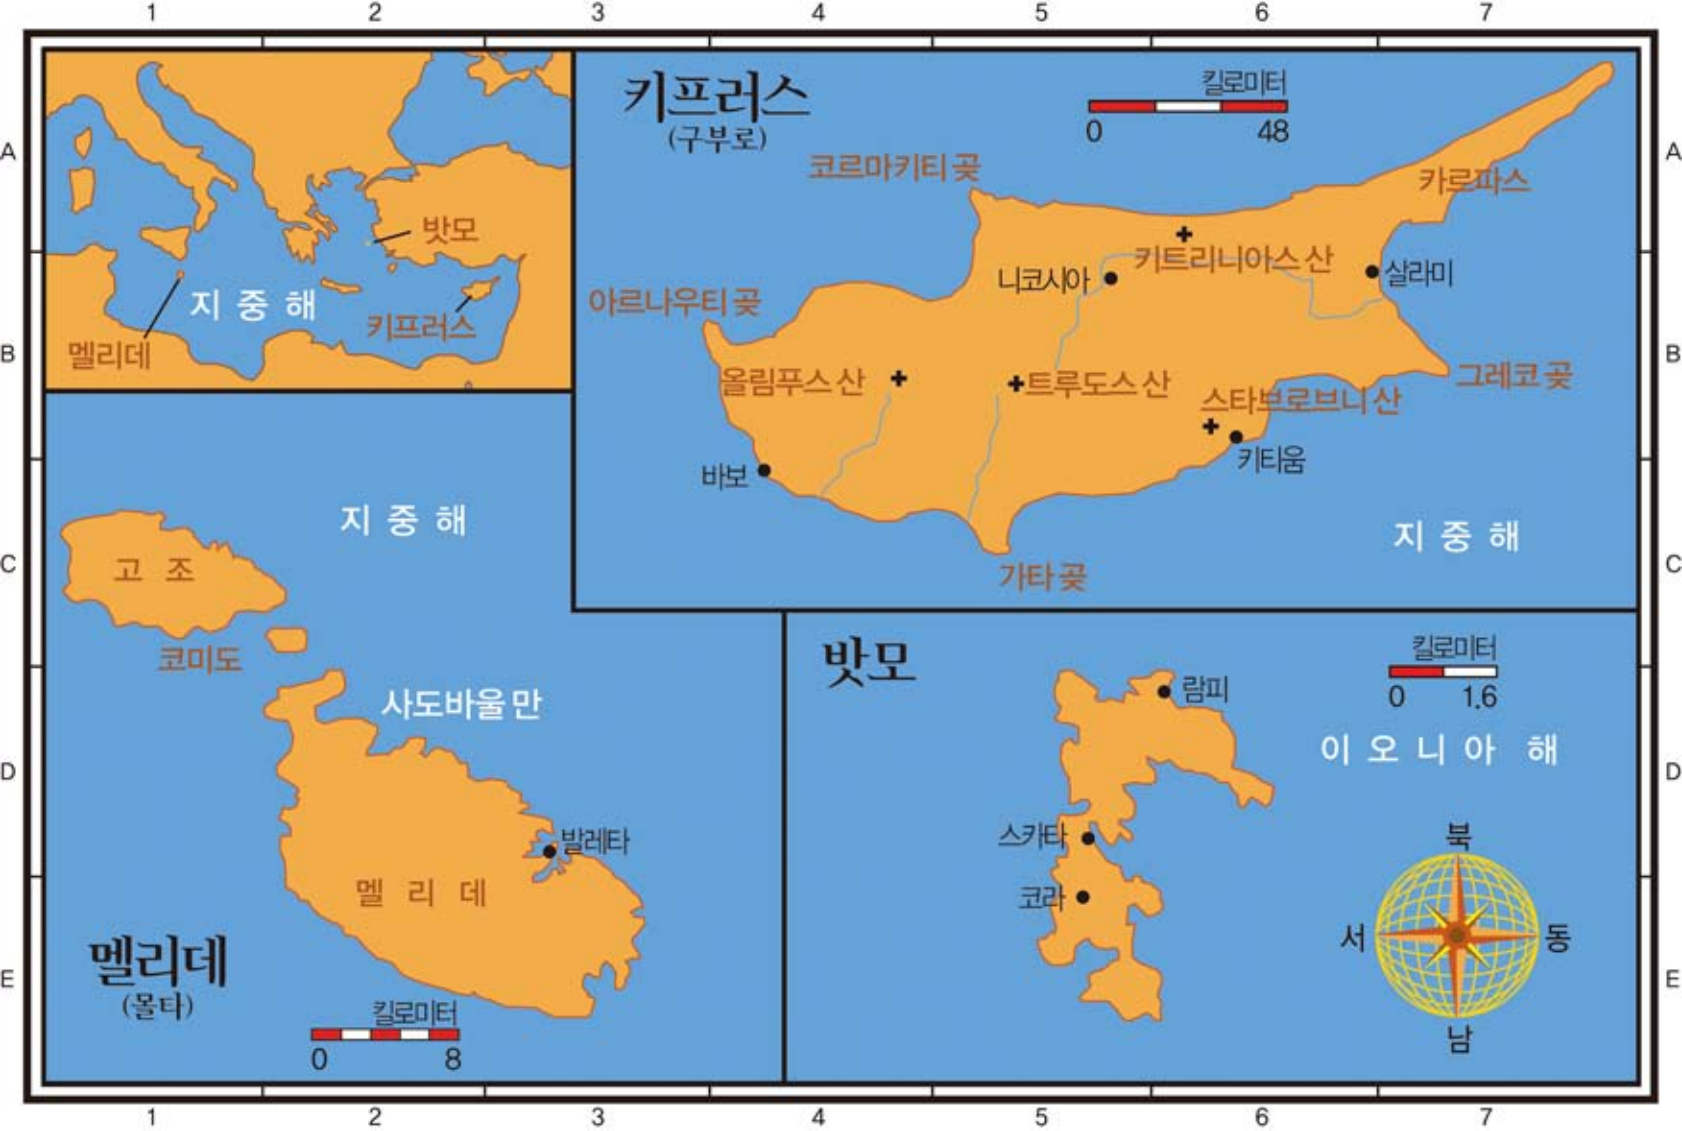 1 2 3 4 5 6 7
A
B
C
D
E
밧모
지 중 해
키프러스
멜리데
키프러스
(구부로)
킬로미터
0 48
코르마키티 곶
카르파스
키트리니아스 산
니코시아
살라미
아르나우티 곶
올림푸스 산
트루도스 산
그레코 곶
스타브로브니 산
키티움
바보
지 중 해
가타 곶
지 중 해
고 조
코미도
사도바울 만
발레타
멜 리 데
멜리데
(몰타)
킬로미터
0 8
밧모
킬로미터
0 1.6
람피
이 오 니 아 해
스카타
코라
북
서 동
남
A
B
C
D
E
1 2 3 4 5 6 7